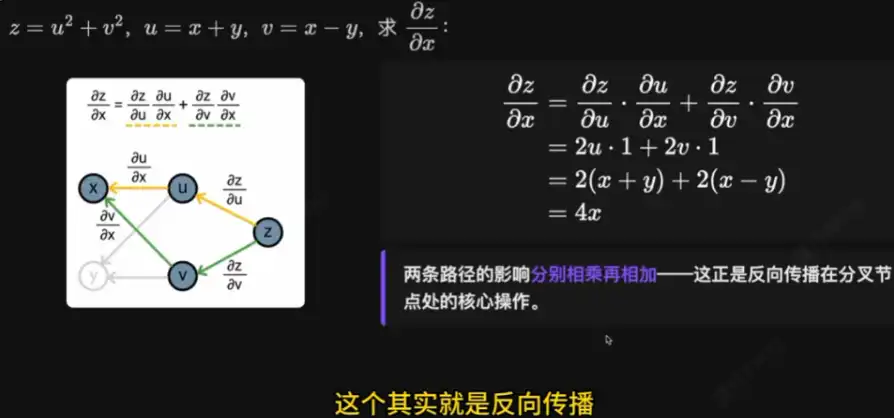 z = u² + v², u = x + y, v = x − y, 求 ∂z/∂x:
∂z/∂x = ∂z/∂u ∂u/∂x + ∂z/∂v ∂v/∂x
∂u/∂x
x
u
∂z/∂u
∂v/∂x
z
y
v
∂z/∂v
∂z/∂x = ∂z/∂u · ∂u/∂x + ∂z/∂v · ∂v/∂x
= 2u · 1 + 2v · 1
= 2(x + y) + 2(x − y)
= 4x
两条路径的影响分别相乘再相加——这正是反向传播在分叉节
点处的核心操作。
这个其实就是反向传播